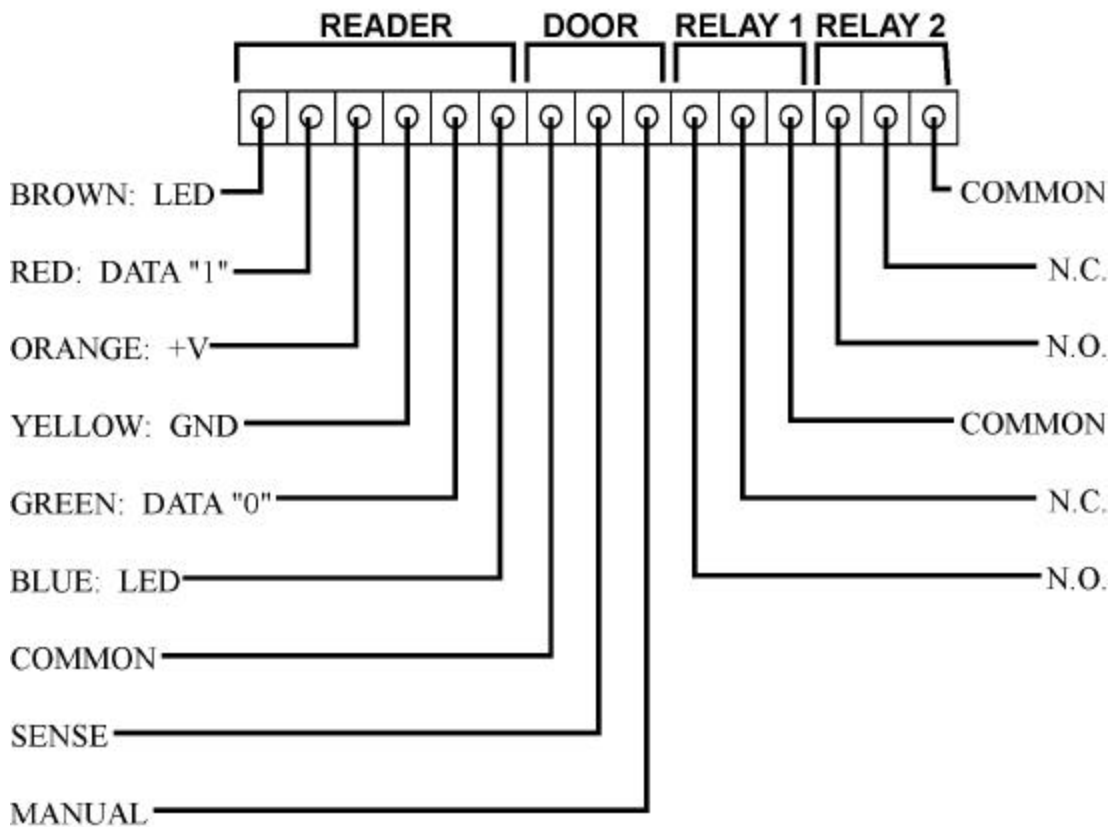 READER DOOR RELAY 1 RELAY 2
BROWN: LED COMMON
RED: DATA "1" N.C.
ORANGE: +V N.O.
YELLOW: GND COMMON
GREEN: DATA "0" N.C.
BLUE: LED N.O.
COMMON
SENSE
MANUAL